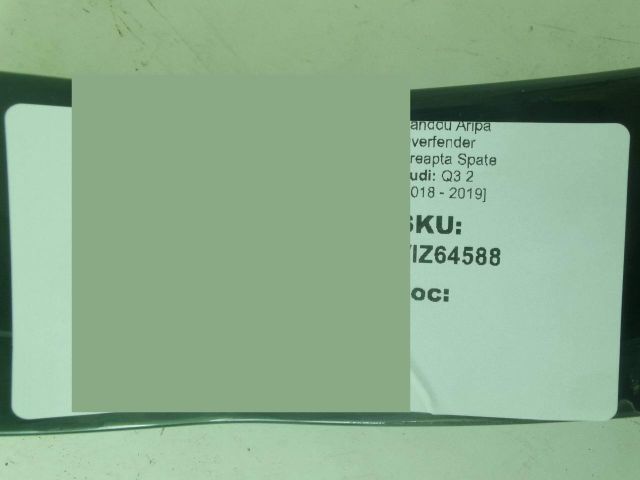 andou Aripa
verfender
reapta Spate
udi: Q3 2
018 - 2019]
SKU:
IZ64588
oc: